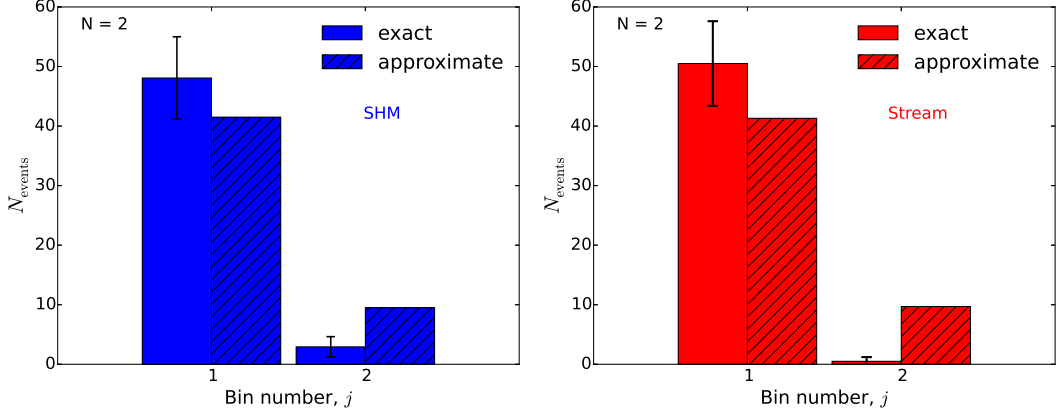 N = 2
exact
approximate
SHM
60
50
40
30
20
10
0
1
2
N_events
Bin number, j
N = 2
exact
approximate
Stream
60
50
40
30
20
10
0
1
2
N_events
Bin number, j